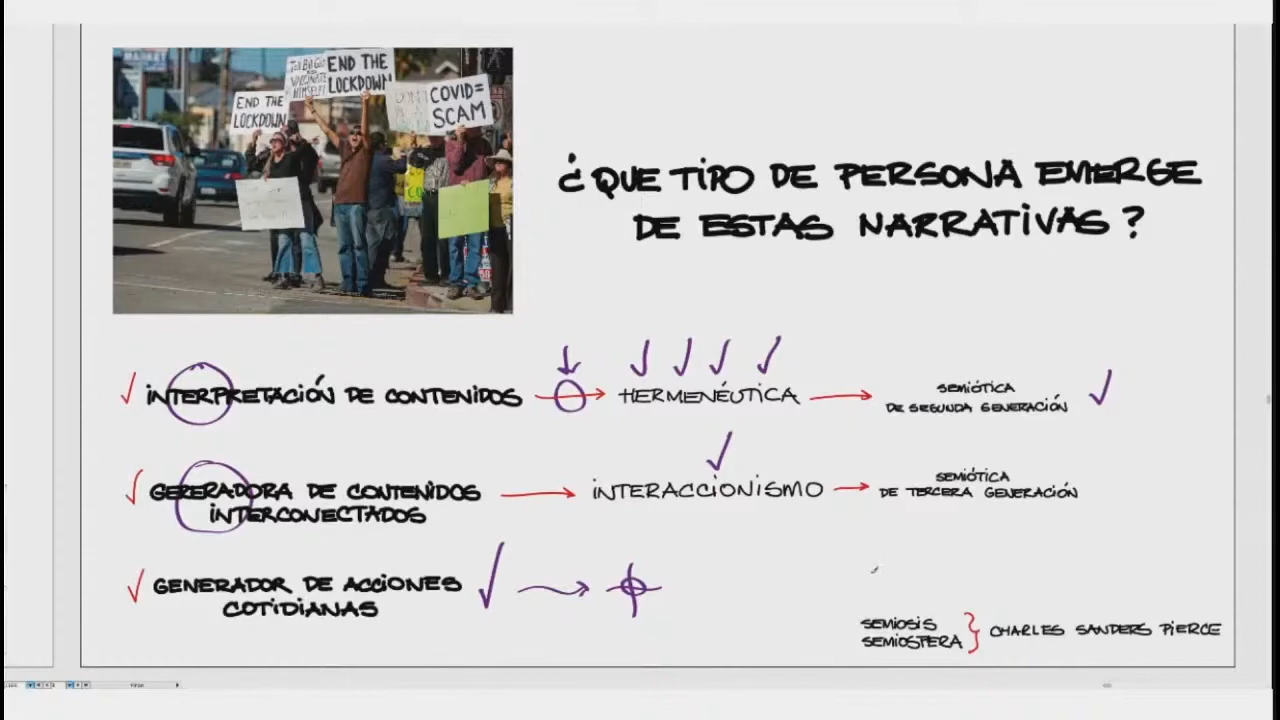 MARKET
END THE
LOCKDOWN
END THE
LOCKDOWN
COVID=
SCAM
¿QUE TIPO DE PERSONA EMERGE
DE ESTAS NARRATIVAS?
INTERPRETACIÓN DE CONTENIDOS
HERMENÉUTICA
SEMIÓTICA
DE SEGUNDA GENERACIÓN
GERERADORA DE CONTENIDOS
INTERCONECTADOS
INTERACCIONISMO
SEMIÓTICA
DE TERCERA GENERACIÓN
GENERADOR DE ACCIONES
COTIDIANAS
SEMIOSIS
SEMIOSFERA
CHARLES SANDERS PIERCE